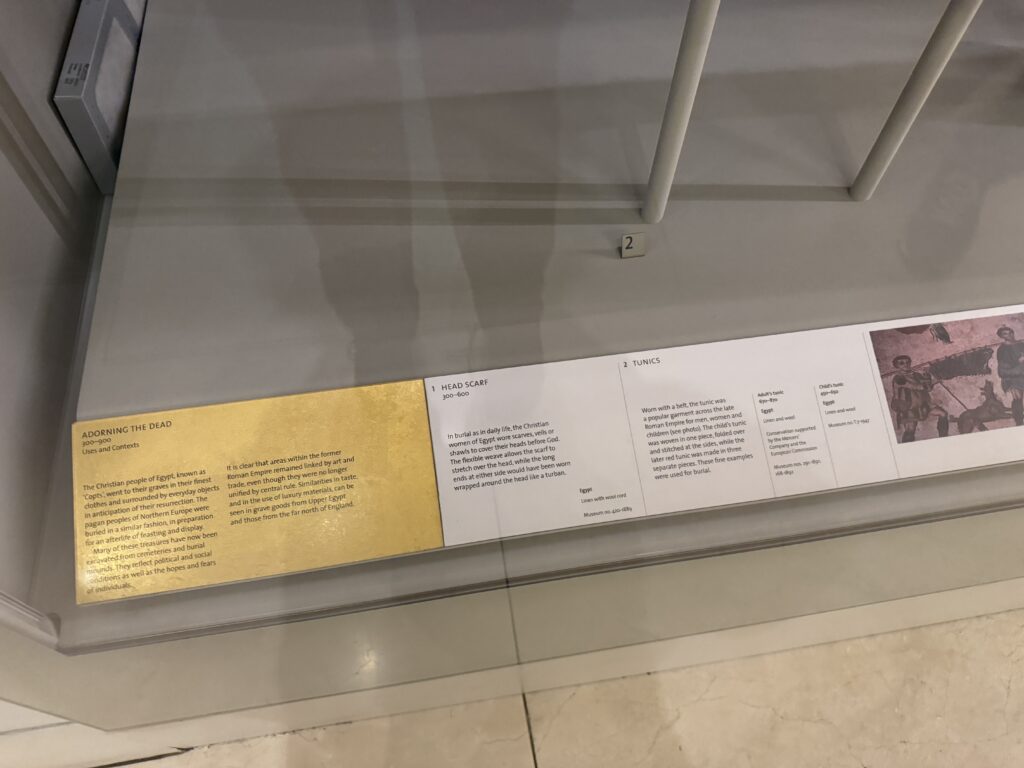 2
ADORNING THE DEAD
300–900
Uses and Contexts
The Christian people of Egypt, known as
'Copts', went to their graves in their finest
clothes and surrounded by everyday objects
in anticipation of their resurrection. The
pagan peoples of Northern Europe were
buried in a similar fashion, in preparation
for an afterlife of feasting and display.
Many of these treasures have now been
excavated from cemeteries and burial
mounds. They reflect political and social
conditions as well as the hopes and fears
of individuals.
It is clear that areas within the former
Roman Empire remained linked by art and
trade, even though they were no longer
unified by central rule. Similarities in taste,
and in the use of luxury materials, can be
seen in grave goods from Upper Egypt
and those from the far north of England.
1 HEAD SCARF
300–600
In burial as in daily life, the Christian
women of Egypt wore scarves, veils or
shawls to cover their heads before God.
The flexible weave allows the scarf to
stretch over the head, while the long
ends at either side would have been worn
wrapped around the head like a turban.
Egypt
Linen with wool cord
Museum no. 420-1889
2 TUNICS
Worn with a belt, the tunic was
a popular garment across the late
Roman Empire for men, women and
children (see photo). The child's tunic
was woven in one piece, folded over
and stitched at the sides, while the
later red tunic was made in three
separate pieces. These fine examples
were used for burial.
Adult's tunic
670–870
Egypt
Linen and wool
Conservation supported
by the Mercers'
Company and the
European Commission
Museum nos.
Child's tunic
Egypt
Linen and wool
Museum no.